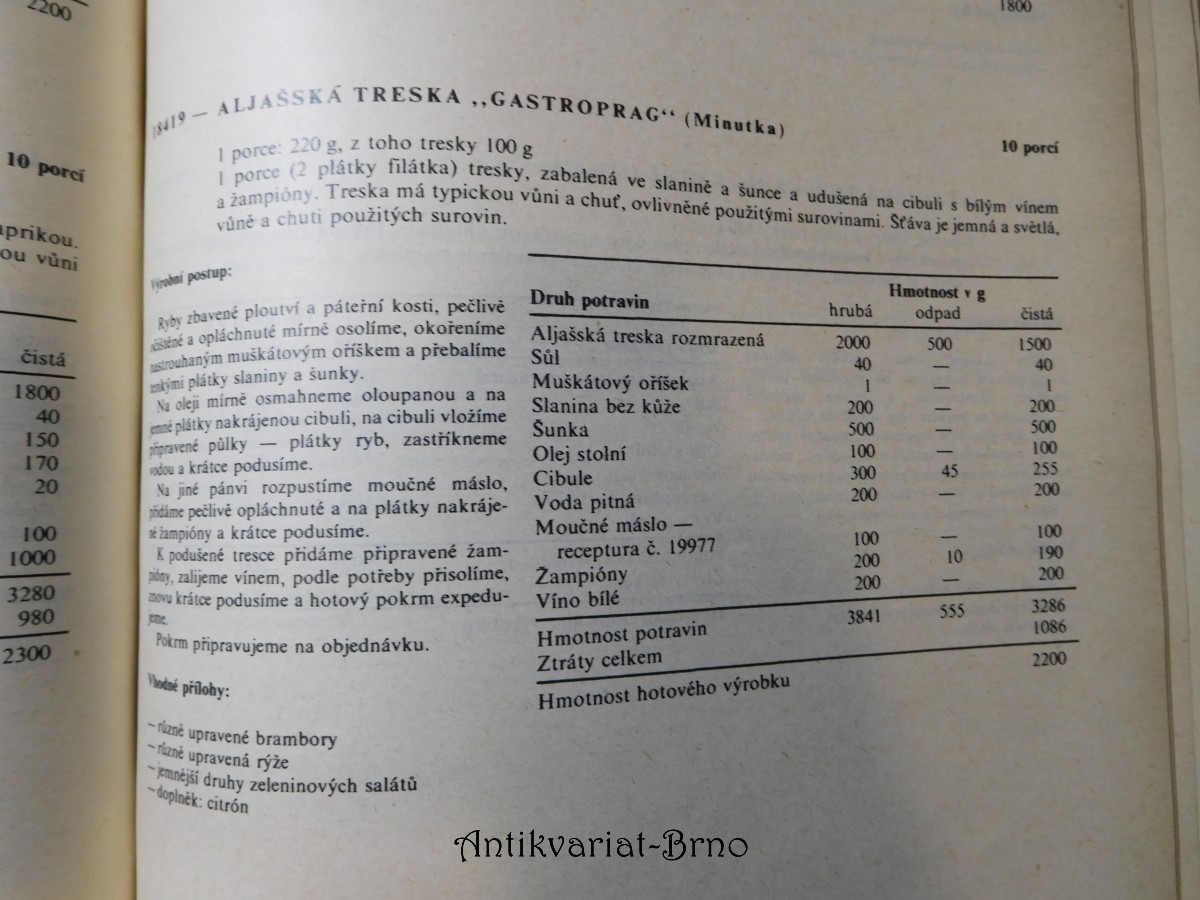 2200
10 porcí
aprikou.
ou vůni
čistá
1800
40
150
170
20
100
1000
3280
980
2300
1800
18419 — ALJAŠSKÁ TRESKA ,,GASTROPRAG“ (Minutka)
10 porcí
1 porce: 220 g, z toho tresky 100 g
1 porce (2 plátky filátka) tresky, zabalená ve slanině a šunce a udušená na cibuli s bílým vínem
a žampióny. Treska má typickou vůni a chuť, ovlivněné použitými surovinami. Šťáva je jemná a světlá,
vůně a chuti použitých surovin.
Výrobní postup:
Ryby zbavené ploutví a páteřní kosti, pečlivě
očištěné a opláchnuté mírně osolíme, okořeníme
nastrouhaným muškátovým oříškem a přebalíme
tenkými plátky slaniny a šunky.
Na oleji mírně osmahneme oloupanou a na
jemné plátky nakrájenou cibuli, na cibuli vložíme
připravené půlky — plátky ryb, zastříkneme
vodou a krátce podusíme.
Na jiné pánvi rozpustíme moučné máslo,
přidáme pečlivě opláchnuté a na plátky nakráje-
né žampióny a krátce podusíme.
K podušené tresce přidáme připravené žam-
pióny, zalijeme vínem, podle potřeby přisolíme,
znovu krátce podusíme a hotový pokrm expedu-
jeme.
Pokrm připravujeme na objednávku.
Vhodné přílohy:
— různě upravené brambory
— různě upravená rýže
— jemnější druhy zeleninových salátů
— doplněk: citrón
Druh potravin Hmotnost v g
hrubá odpad čistá
Aljašská treska rozmrazená 2000 500 1500
Sůl 40 — 40
Muškátový oříšek 1 — 1
Slanina bez kůže 200 — 200
Šunka 500 — 500
Olej stolní 100 — 100
Cibule 300 45 255
Voda pitná 200 — 200
Moučné máslo —
receptura č. 19977 100 — 100
Žampióny 200 10 190
Víno bílé 200 — 200
Hmotnost potravin 3841 555 3286
Ztráty celkem 1086
Hmotnost hotového výrobku 2200
Antikvariat-Brno